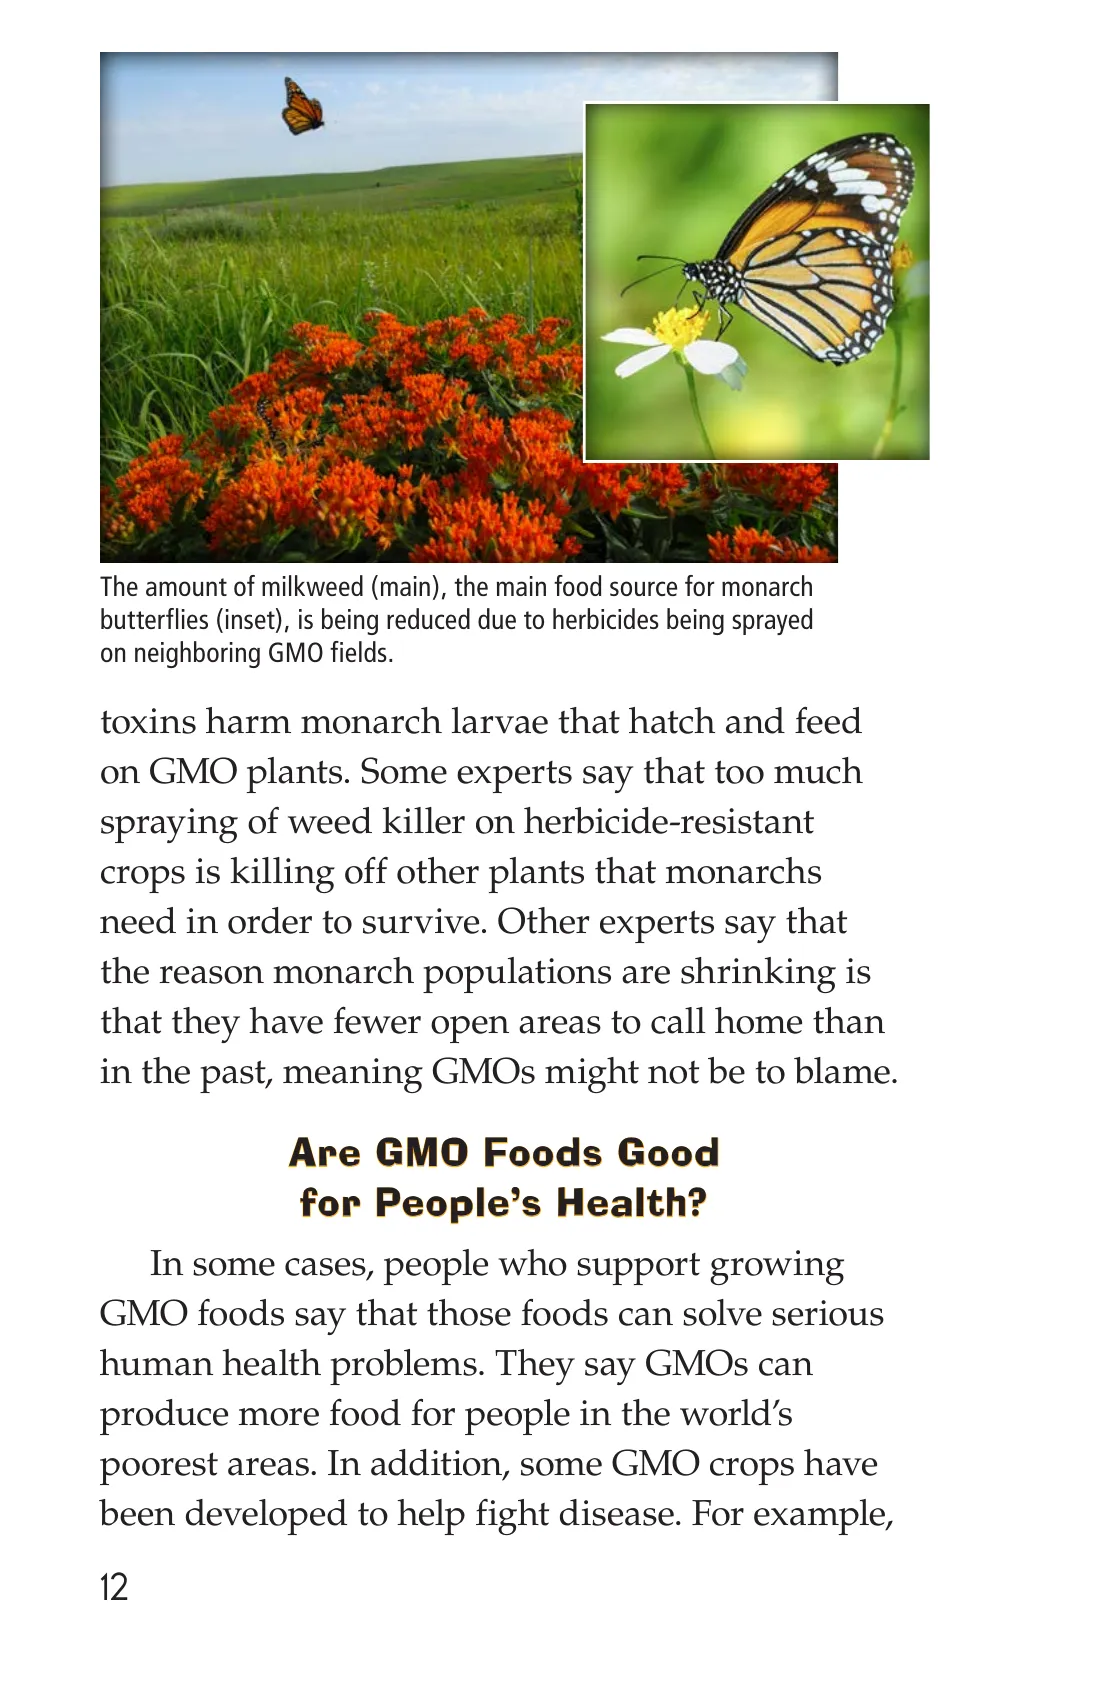 The amount of milkweed (main), the main food source for monarch
butterflies (inset), is being reduced due to herbicides being sprayed
on neighboring GMO fields.
toxins harm monarch larvae that hatch and feed
on GMO plants. Some experts say that too much
spraying of weed killer on herbicide-resistant
crops is killing off other plants that monarchs
need in order to survive. Other experts say that
the reason monarch populations are shrinking is
that they have fewer open areas to call home than
in the past, meaning GMOs might not be to blame.
Are GMO Foods Good
for People's Health?
In some cases, people who support growing
GMO foods say that those foods can solve serious
human health problems. They say GMOs can
produce more food for people in the world's
poorest areas. In addition, some GMO crops have
been developed to help fight disease. For example,
12